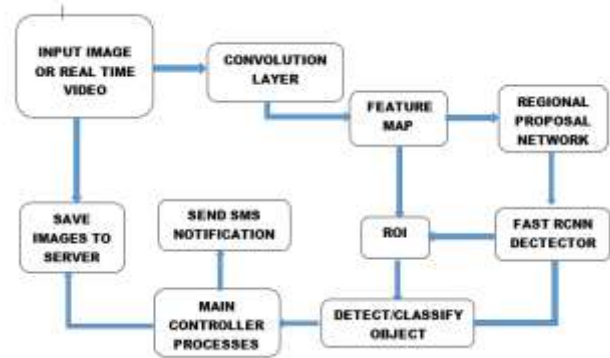 INPUT IMAGE
OR REAL TIME
VIDEO
CONVOLUTION
LAYER
FEATURE
MAP
REGIONAL
PROPOSAL
NETWORK
SAVE
IMAGES TO
SERVER
SEND SMS
NOTIFICATION
ROI
FAST RCNN
DECTECTOR
MAIN
CONTROLLER
PROCESSES
DETECT/CLASSIFY
OBJECT